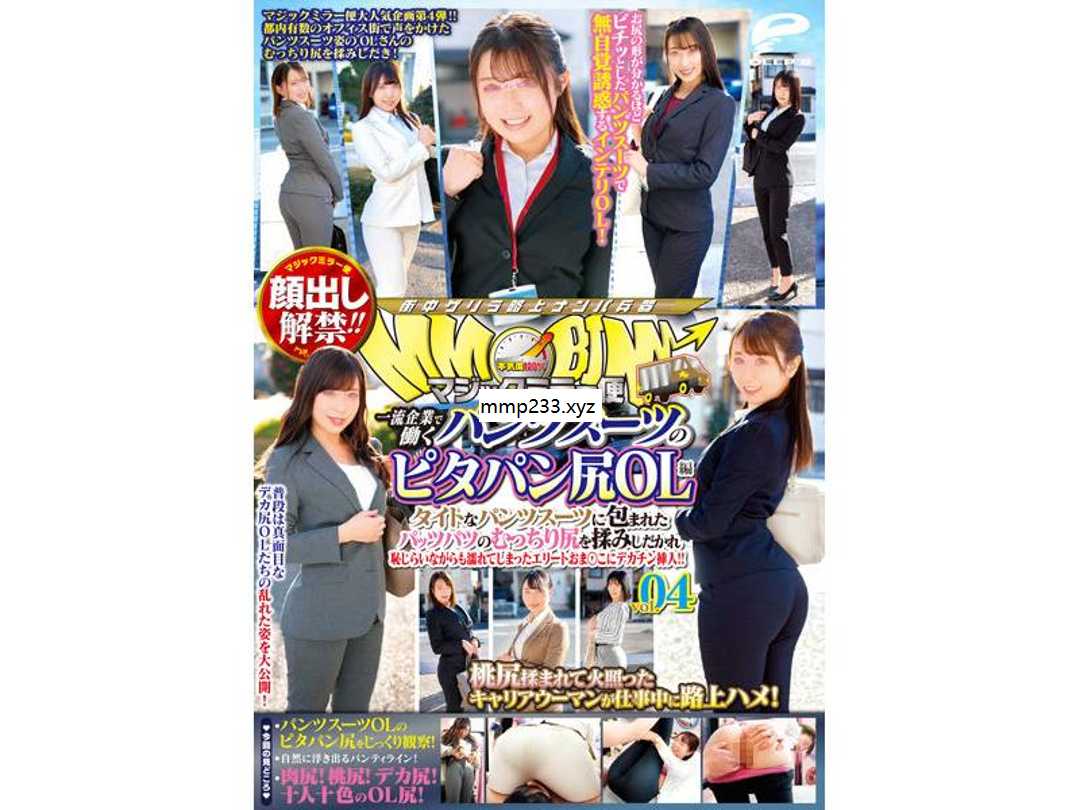 マジックミラー便大人気企画第4弾!!
都内有数のオフィス街で声をかけた
パンツスーツ姿の OLさんの
むっちり尻を揉みしだき!
お尻の形が分かるほど
ピチッとしたパンツスーツで
無自覚誘惑するインテリOL!
マジックミラー便
顔出し
解禁!!
街中ゲリラ路上ナンパ兵器
MM BIN
マジックミラー便
mmp233.xyz
一流企業で
働く パンツスーツの
ピタパン尻OL編
タイトなパンツスーツに包まれた
パッツパツのむっちり尻を揉みしだかれ
恥じらいながらも濡れてしまったエリートおま○こにデカチン挿入!!
vol.04
普段は真面目な
デカ尻OLたちの乱れた姿を大公開!
桃尻揉まれて火照った
キャリアウーマンが仕事中に路上ハメ!
♥今回の見どころ♥
•パンツスーツOLの
ピタパン尻をじっくり観察!
•自然に浮き出るパンティライン!
•肉尻!桃尻!デカ尻!
十人十色のOL尻!